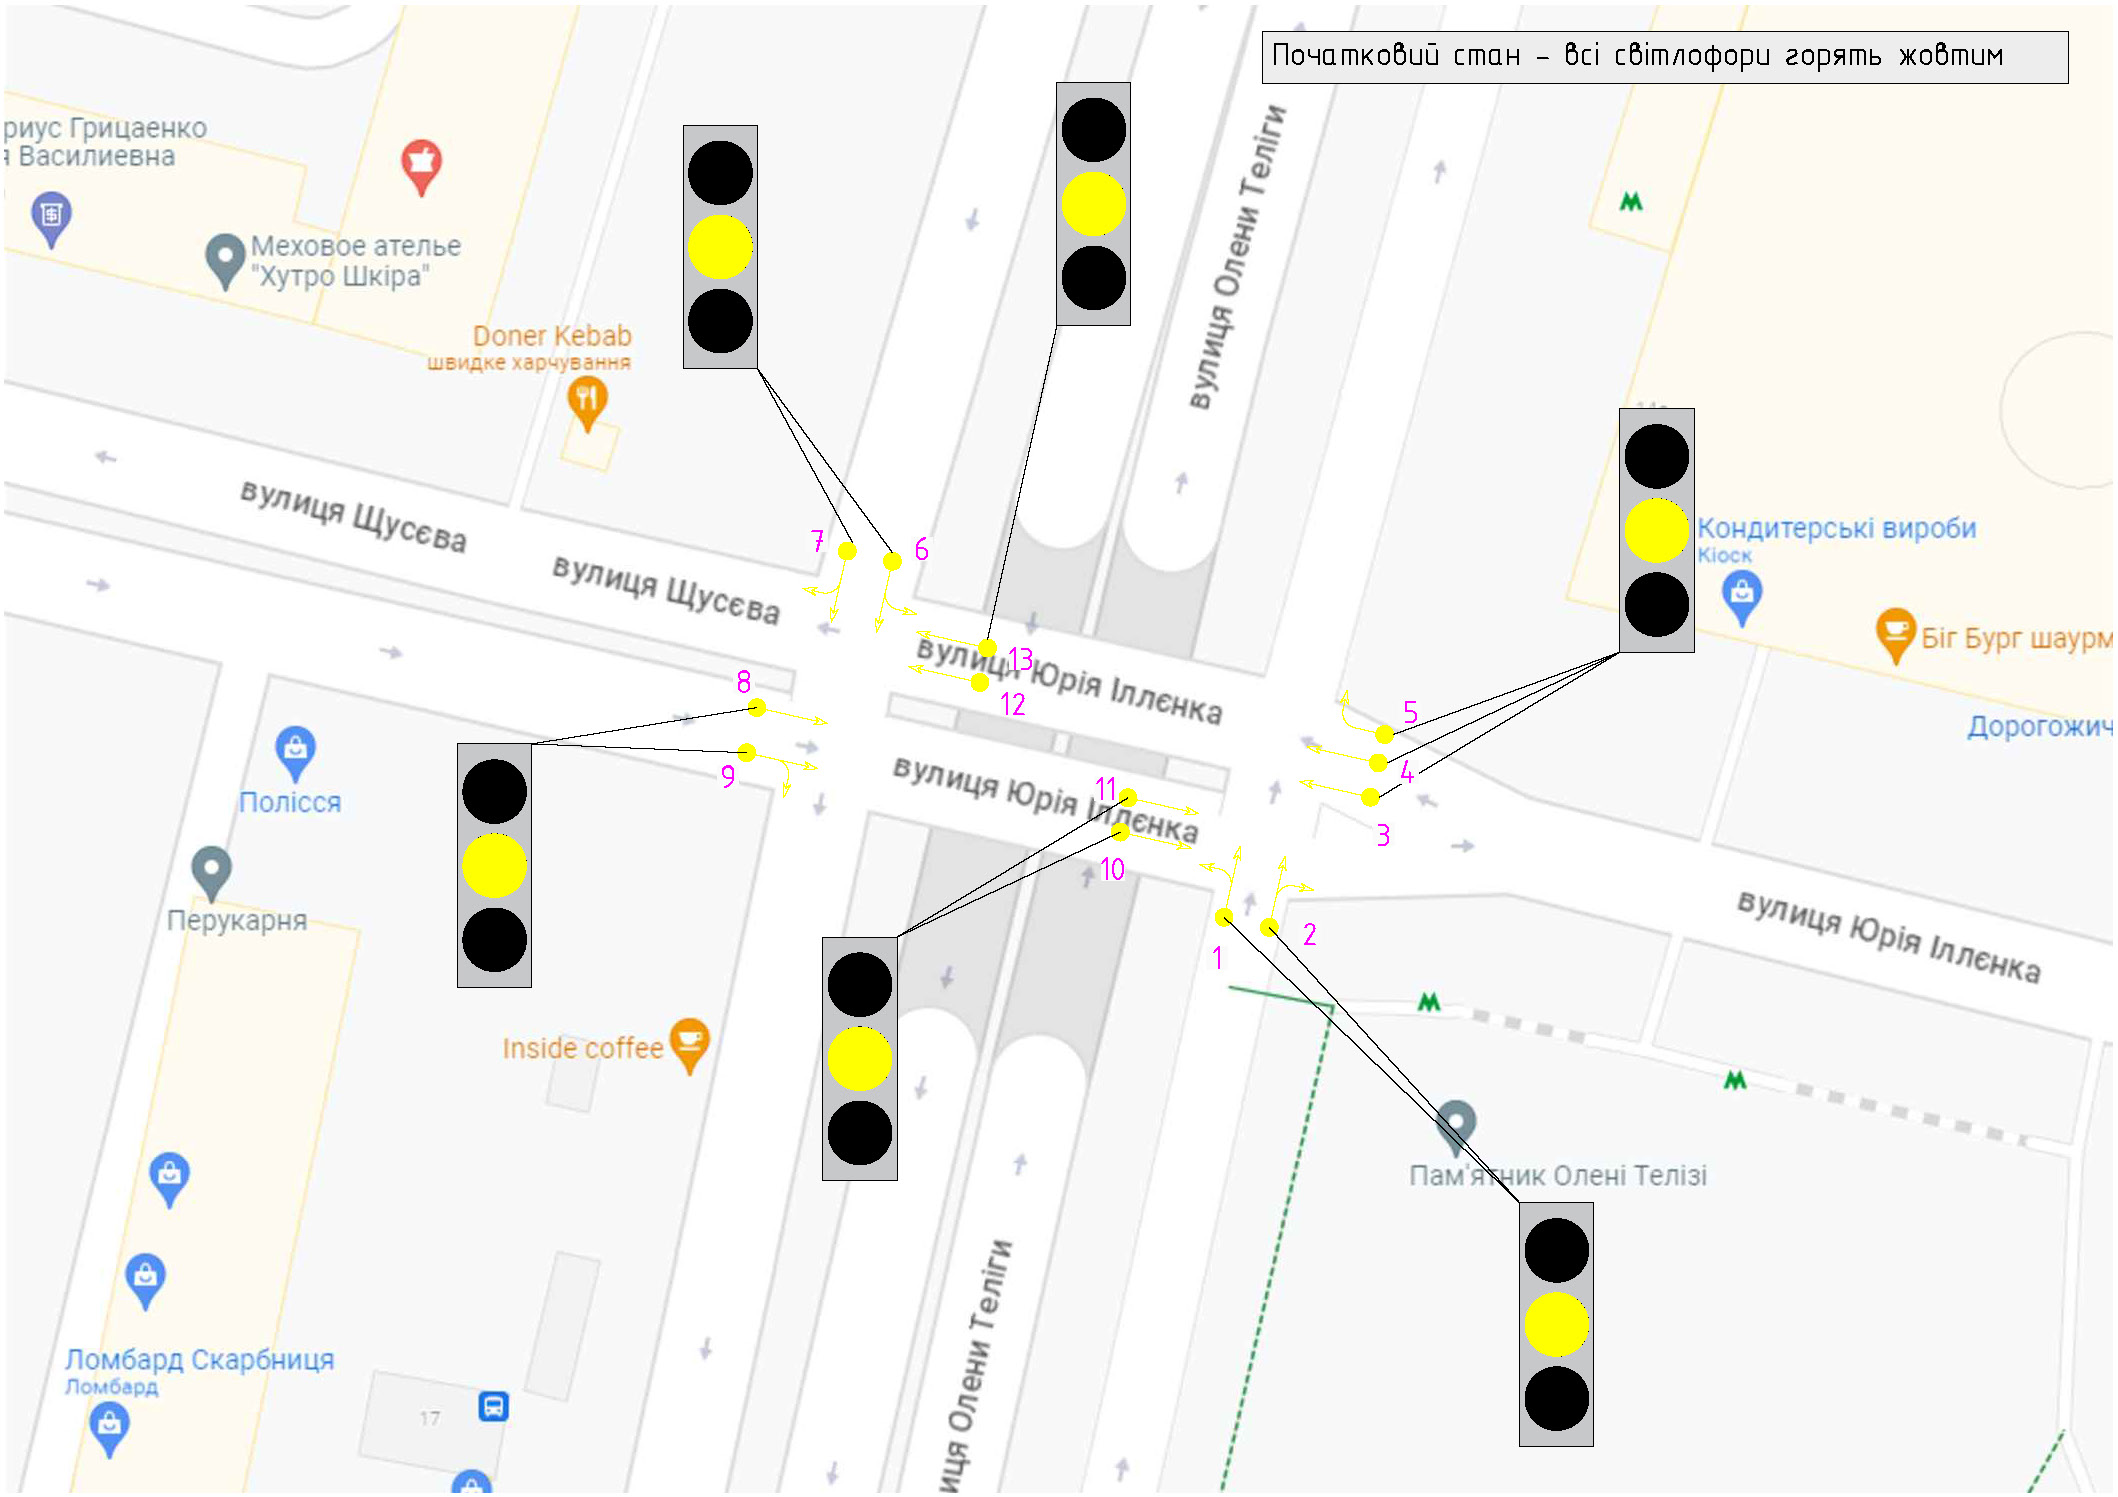 Початковий стан - всі світлофори горять жовтим
риус Грицаенко
я Василиевна
Меховое ателье
"Хутро Шкіра"
Doner Kebab
швидке харчування
вулиця Олени Теліги
Кондитерські вироби
Кіоск
Біг Бург шаурм
Дорогожич
вулиця Щусєва
вулиця Щусєва
7
6
13
12
вулиця Юрія Іллєнка
8
9
5
4
3
11
10
вулиця Юрія Іллєнка
1
2
вулиця Юрія Іллєнка
Полісся
Перукарня
Inside coffee
Пам'ятник Олені Телізі
иця Олени Теліги
Ломбард Скарбниця
Ломбард
17